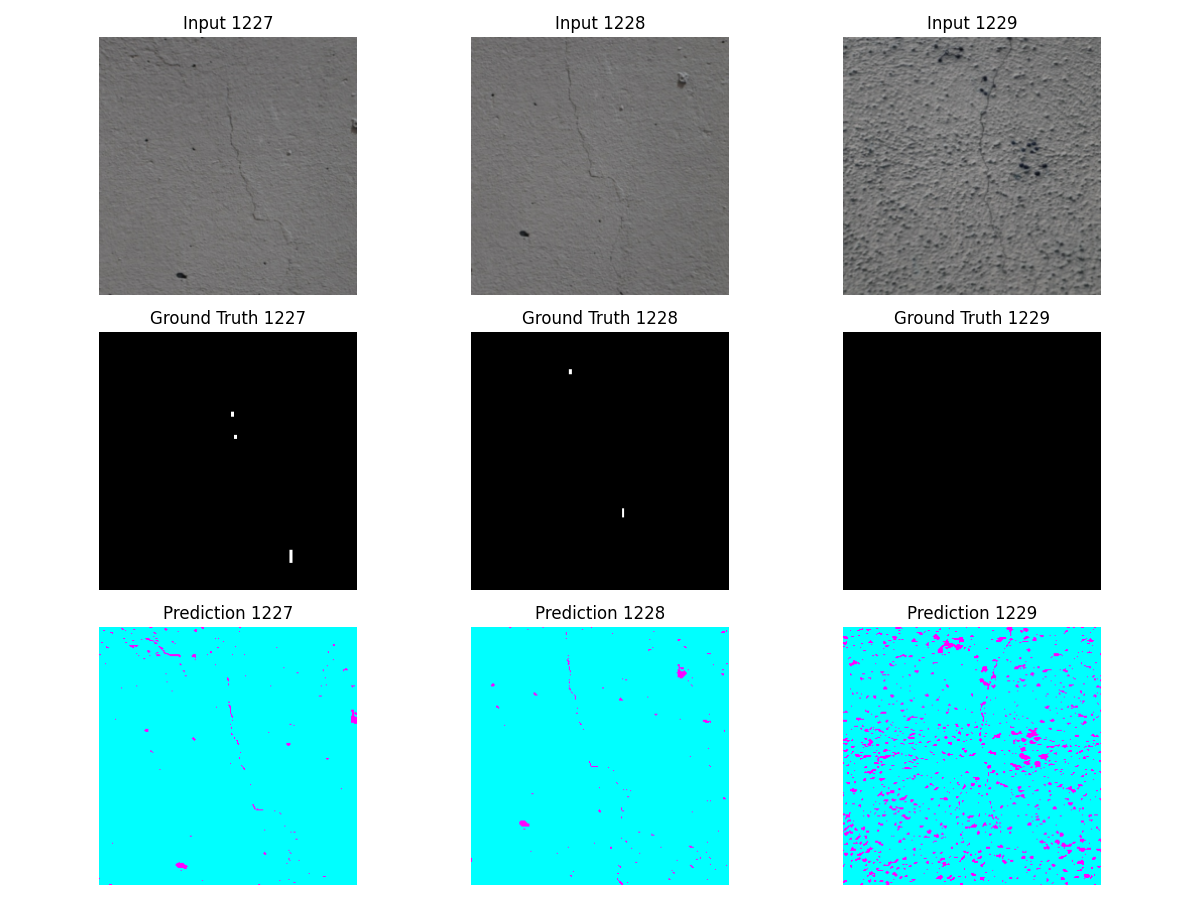 Input 1227
Input 1228
Input 1229
Ground Truth 1227
Ground Truth 1228
Ground Truth 1229
Prediction 1227
Prediction 1228
Prediction 1229